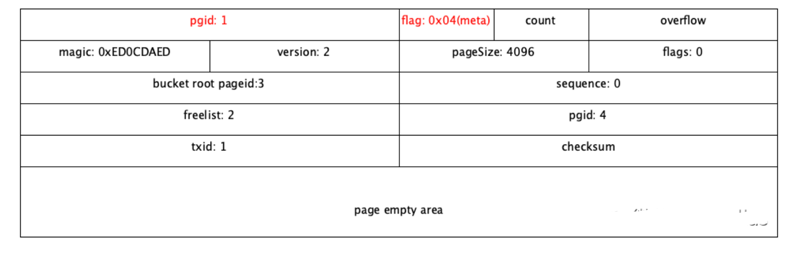 pgid: 1 flag: 0x04(meta) count overflow
magic: 0xED0CDAED version: 2 pageSize: 4096 flags: 0
bucket root pageid:3 sequence: 0
freelist: 2 pgid: 4
txid: 1 checksum
page empty area